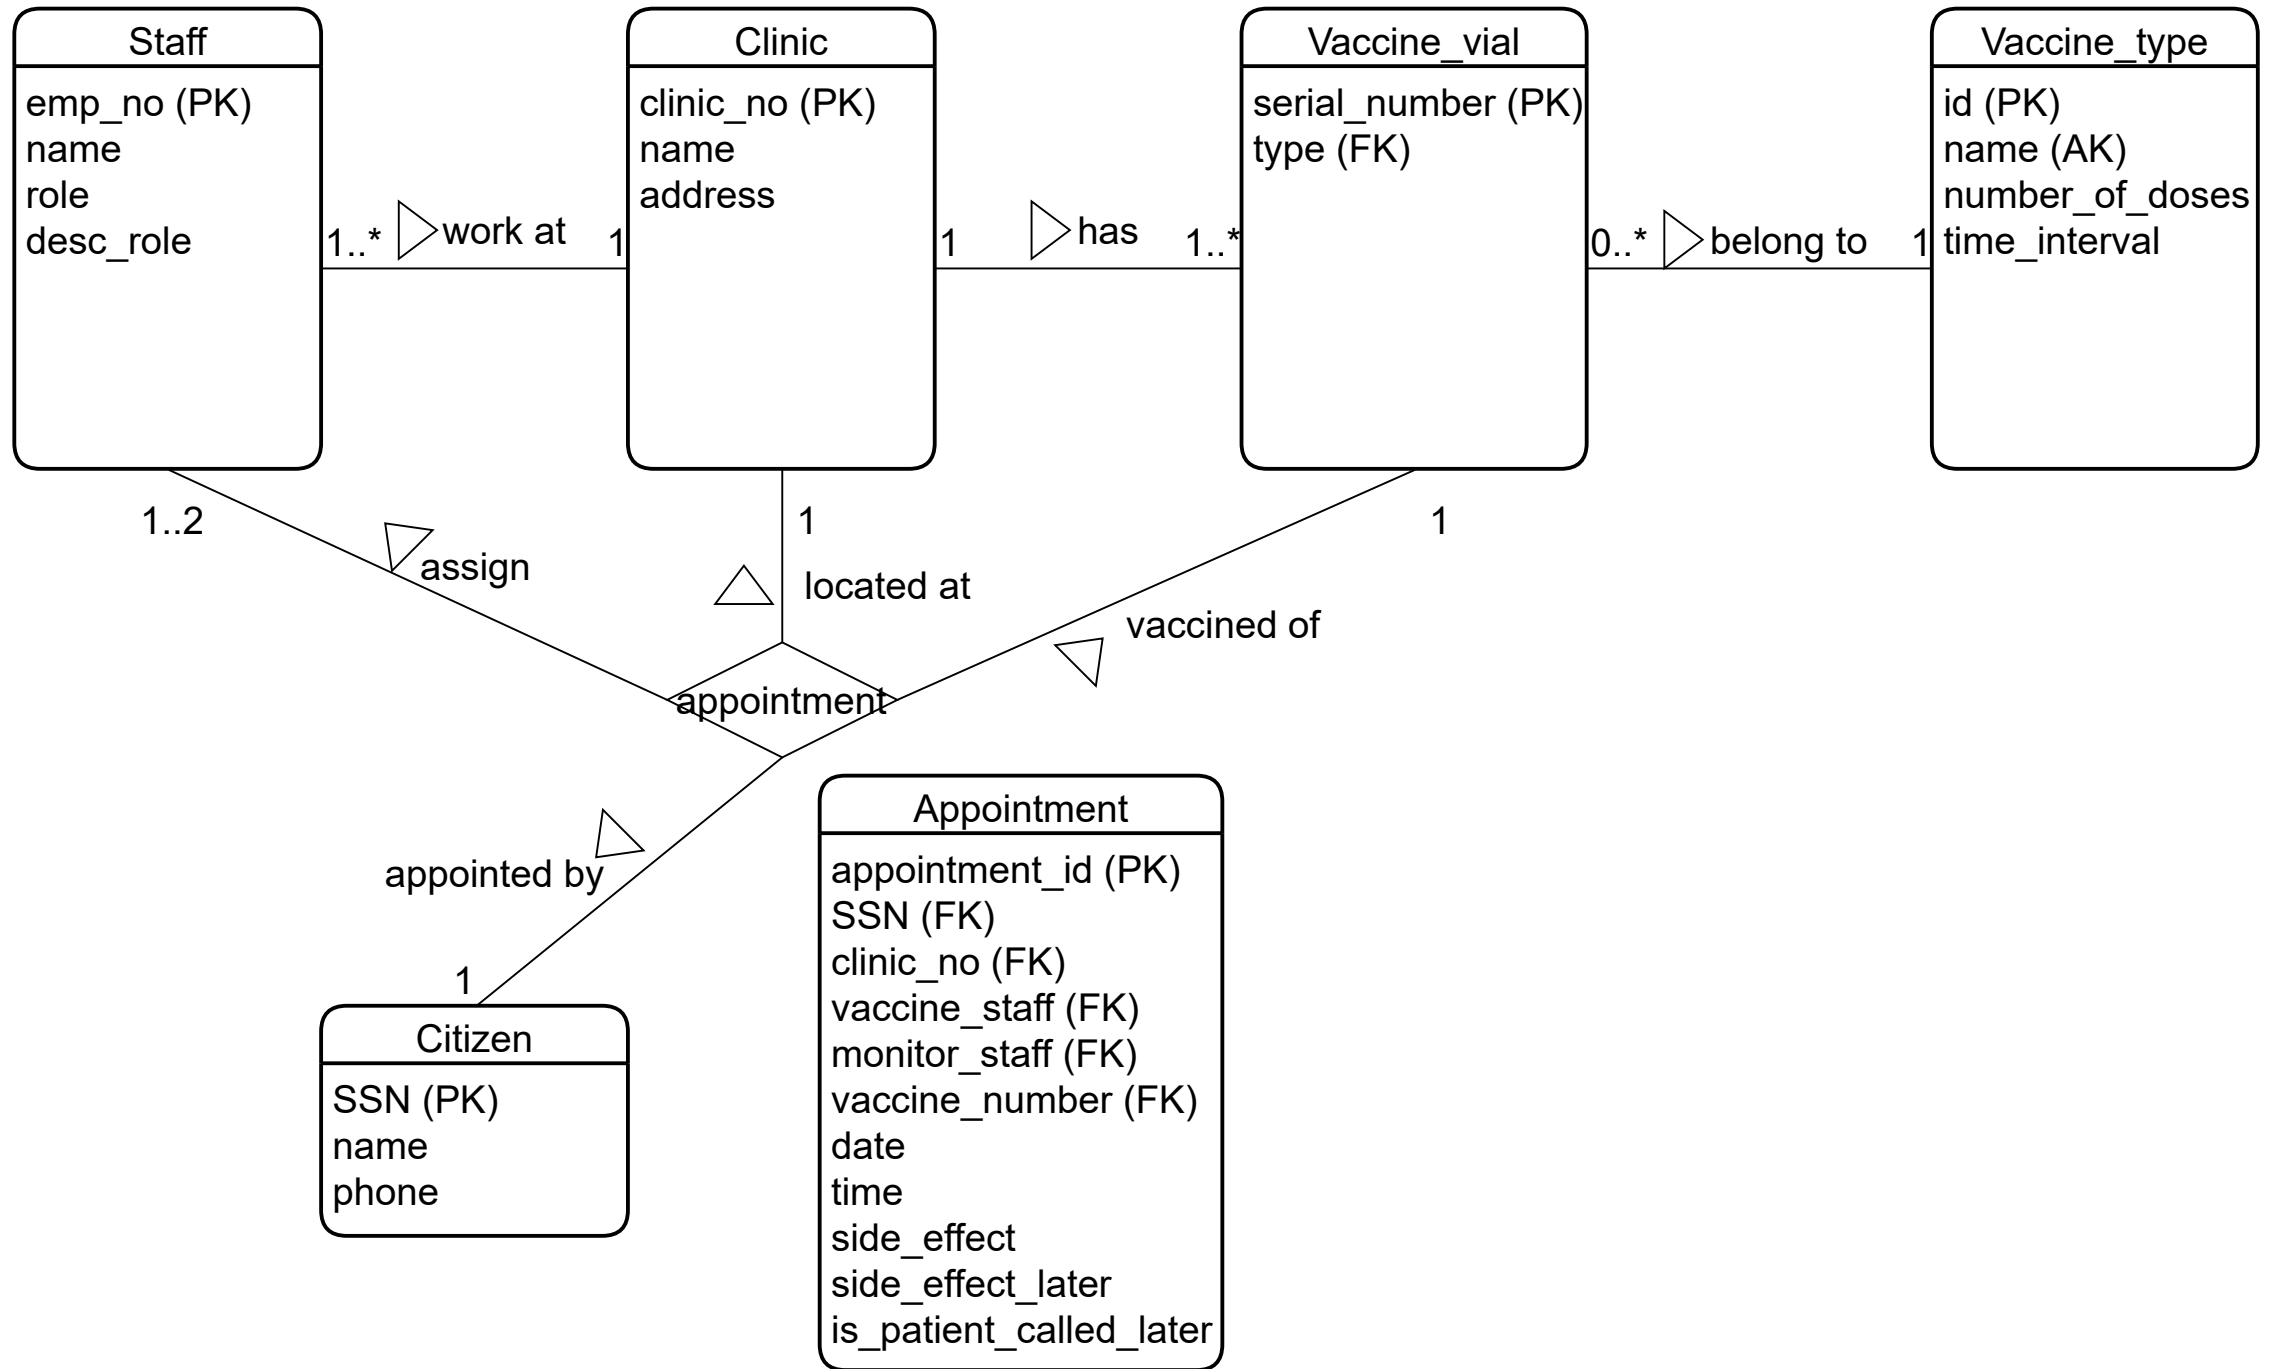 Staff
emp_no (PK)
name
role
desc_role
1..*
work at
1
Clinic
clinic_no (PK)
name
address
1
has
1..*
Vaccine_vial
serial_number (PK)
type (FK)
0..*
belong to
1
Vaccine_type
id (PK)
name (AK)
number_of_doses
time_interval
1..2
assign
1
located at
1
vaccined of
appointment
appointed by
1
Citizen
SSN (PK)
name
phone
Appointment
appointment_id (PK)
SSN (FK)
clinic_no (FK)
vaccine_staff (FK)
monitor_staff (FK)
vaccine_number (FK)
date
time
side_effect
side_effect_later
is_patient_called_later